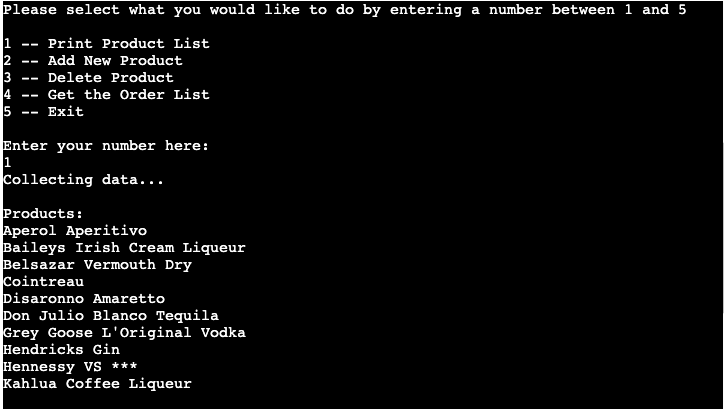 Please select what you would like to do by entering a number between 1 and 5
1 -- Print Product List
2 -- Add New Product
3 -- Delete Product
4 -- Get the Order List
5 -- Exit
Enter your number here:
1
Collecting data...
Products:
Aperol Aperitivo
Baileys Irish Cream Liqueur
Belsazar Vermouth Dry
Cointreau
Disaronno Amaretto
Don Julio Blanco Tequila
Grey Goose L'Original Vodka
Hendricks Gin
Hennessy VS ***
Kahlua Coffee Liqueur